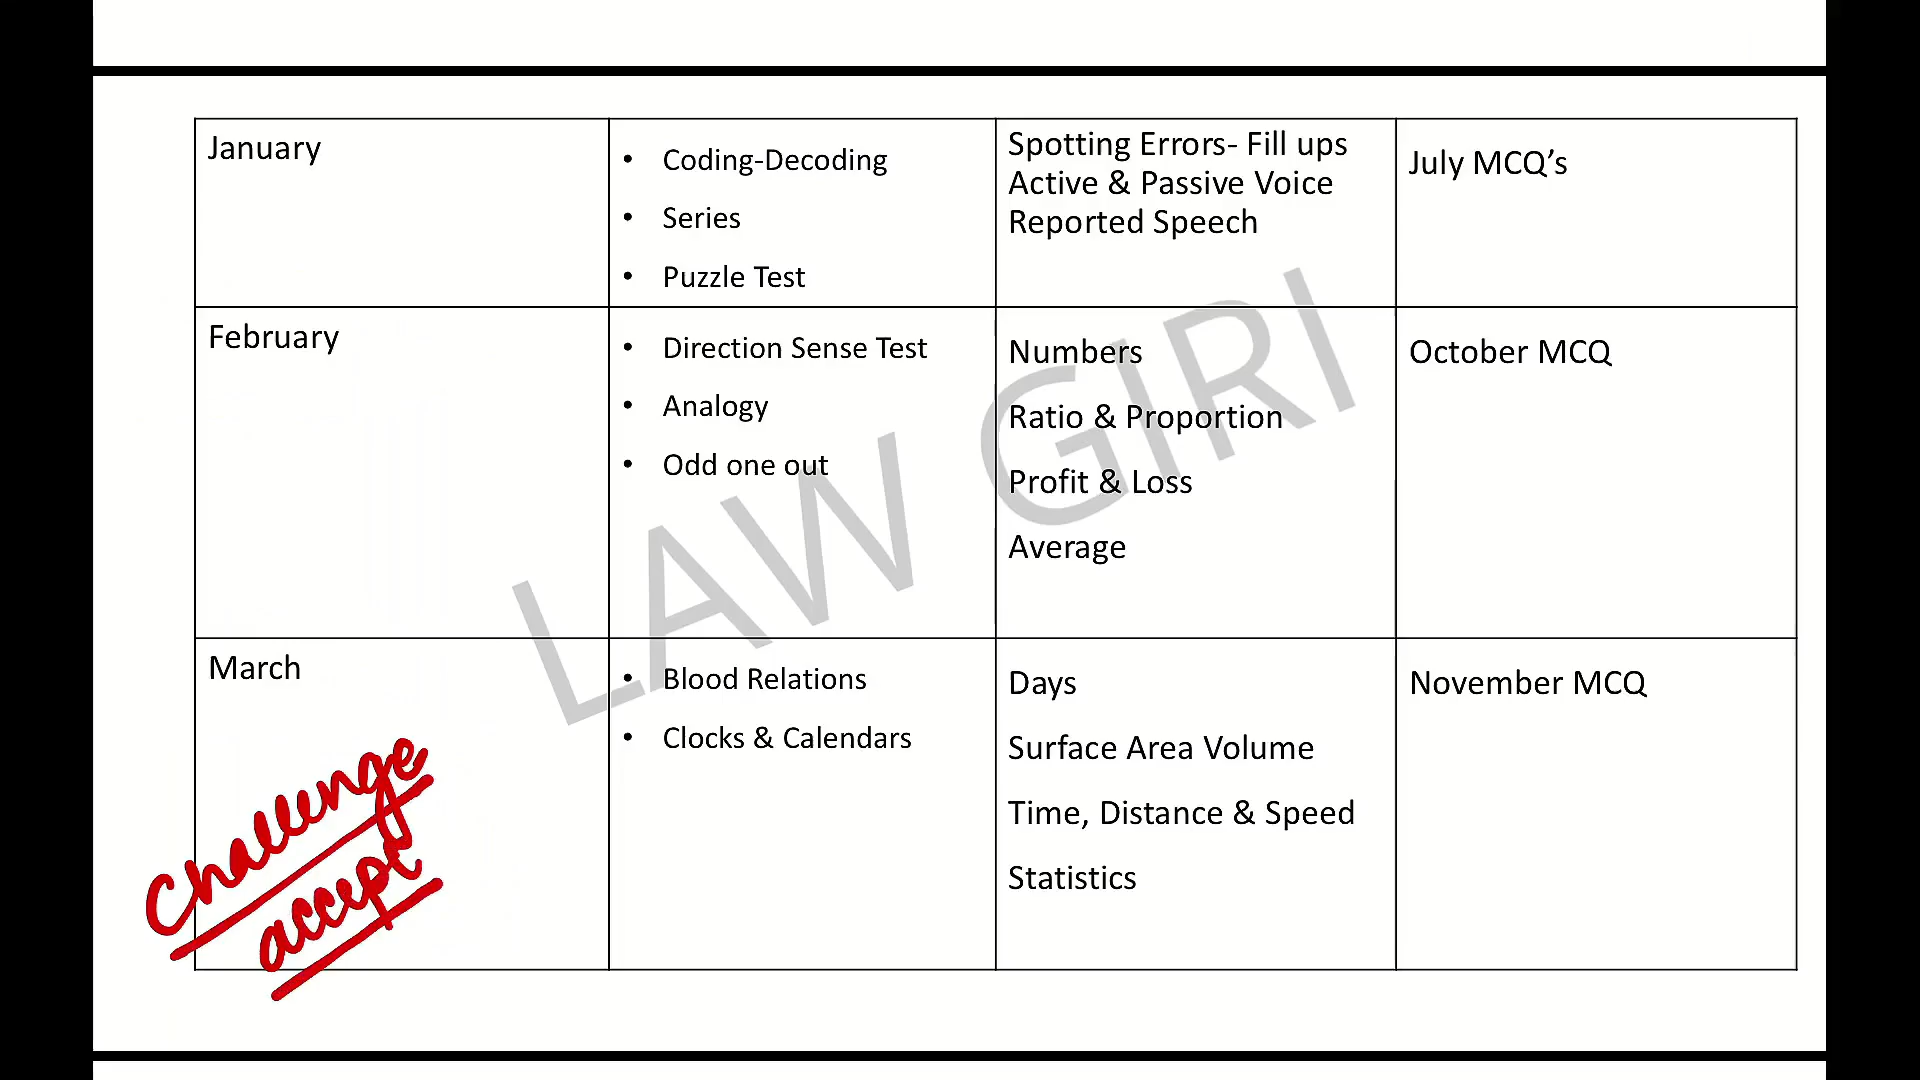 January
• Coding-Decoding
• Series
• Puzzle Test
Spotting Errors- Fill ups
Active & Passive Voice
Reported Speech
July MCQ’s
February
• Direction Sense Test
• Analogy
• Odd one out
Numbers
Ratio & Proportion
Profit & Loss
Average
October MCQ
March
• Blood Relations
• Clocks & Calendars
Days
Surface Area Volume
Time, Distance & Speed
Statistics
November MCQ
challenge
accept
LAW GIRI